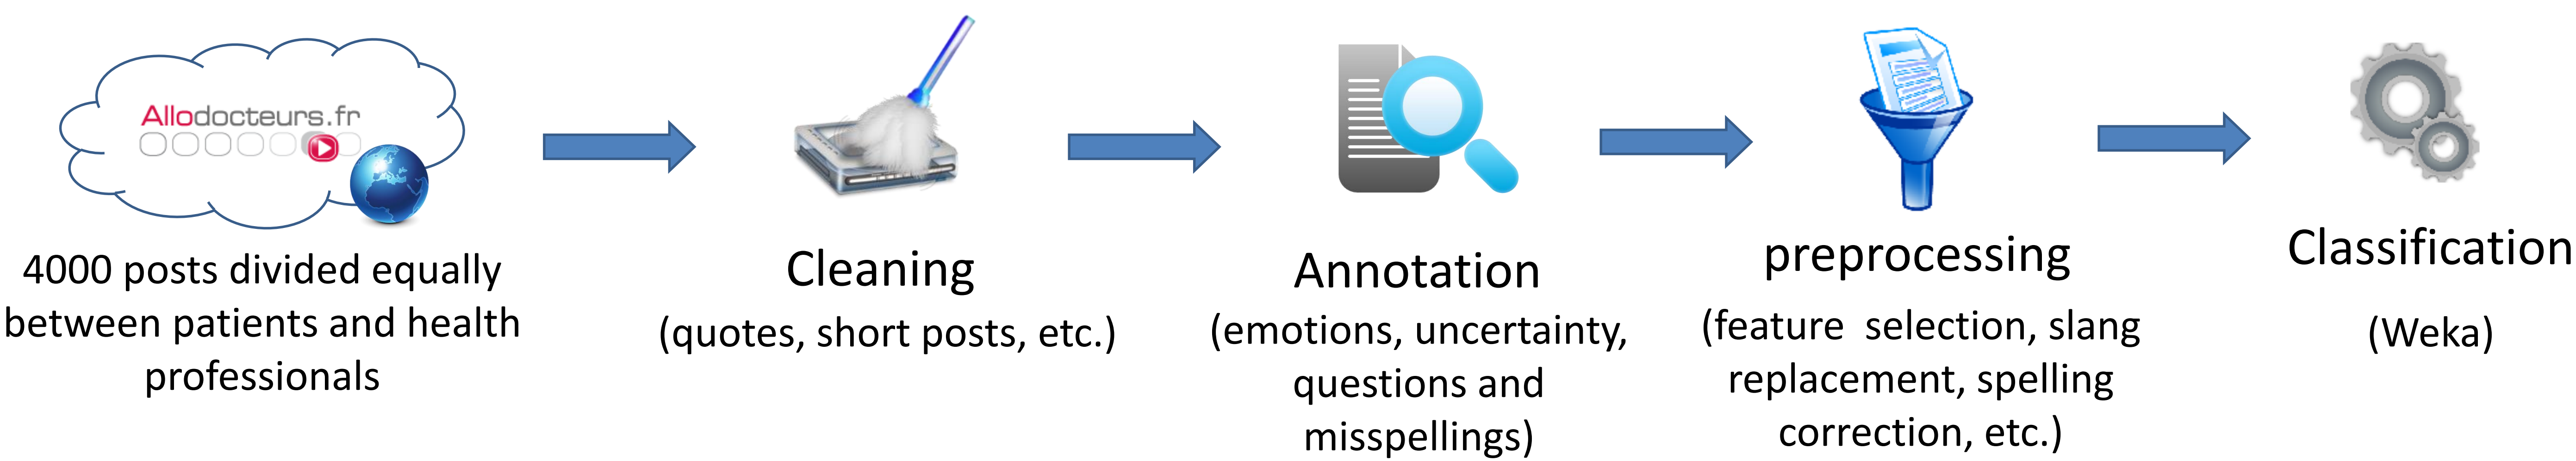 Allodocteurs.fr
4000 posts divided equally
between patients and health
professionals
Cleaning
(quotes, short posts, etc.)
Annotation
(emotions, uncertainty,
questions and
misspellings)
preprocessing
(feature selection, slang
replacement, spelling
correction, etc.)
Classification
(Weka)